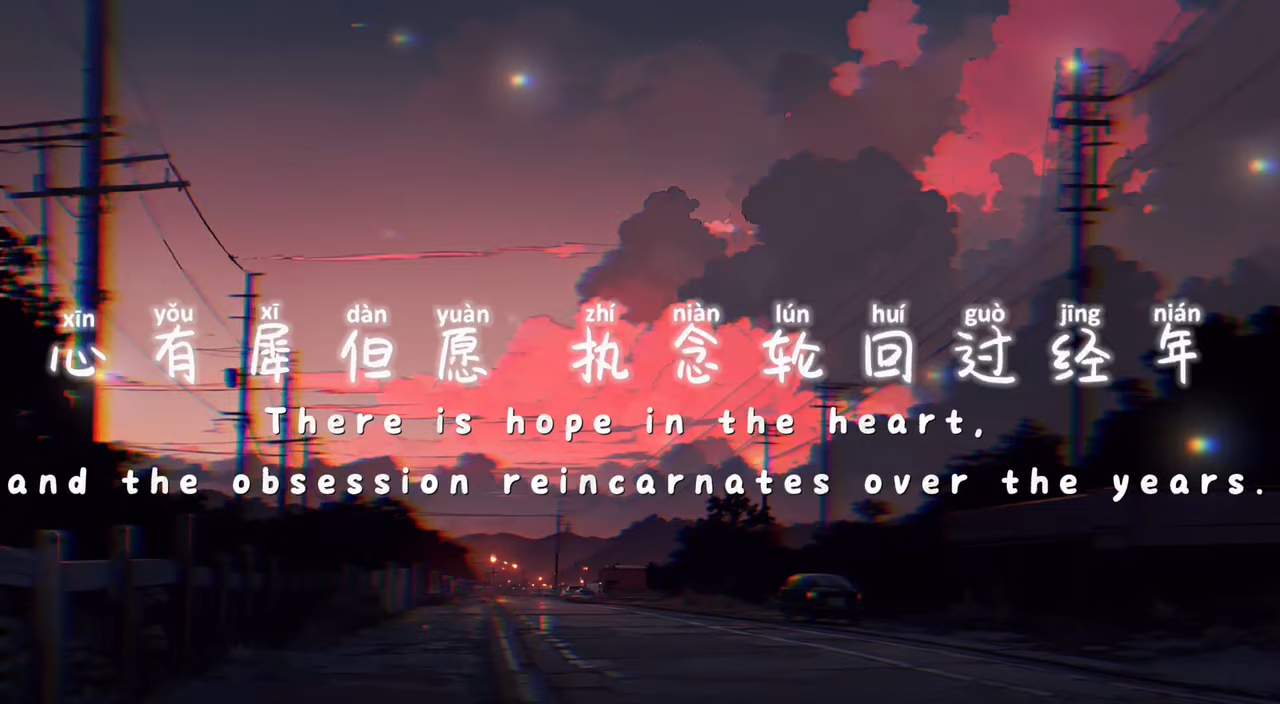 xīn yǒu xī dàn yuàn zhí niàn lún huí guò jīng nián
心有犀但愿 执念轮回过经年
There is hope in the heart,
and the obsession reincarnates over the years.